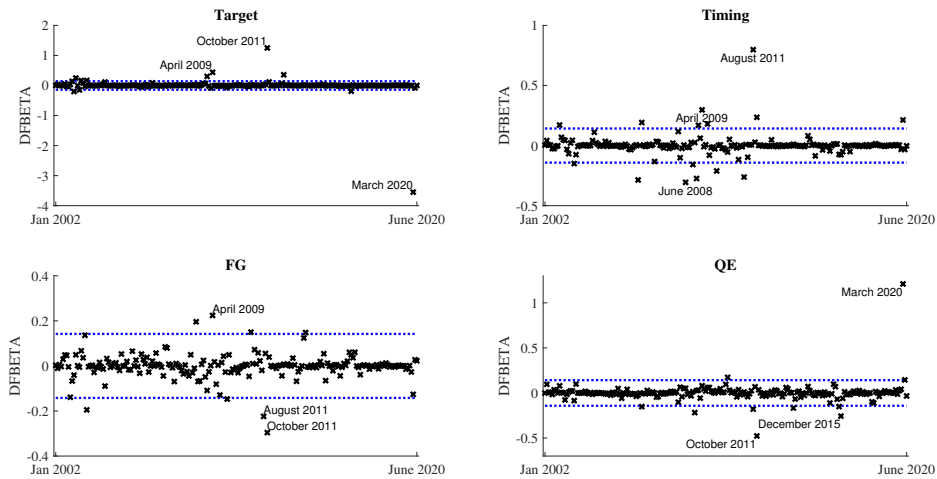 Target
2
1
0
-1
-2
-3
-4
DFBETA
October 2011
April 2009
March 2020
Jan 2002
June 2020
Timing
1
0.5
0
-0.5
DFBETA
August 2011
April 2009
June 2008
Jan 2002
June 2020
FG
0.4
0.2
0
-0.2
-0.4
DFBETA
April 2009
August 2011
October 2011
Jan 2002
June 2020
QE
1
0.5
0
-0.5
DFBETA
March 2020
December 2015
October 2011
Jan 2002
June 2020